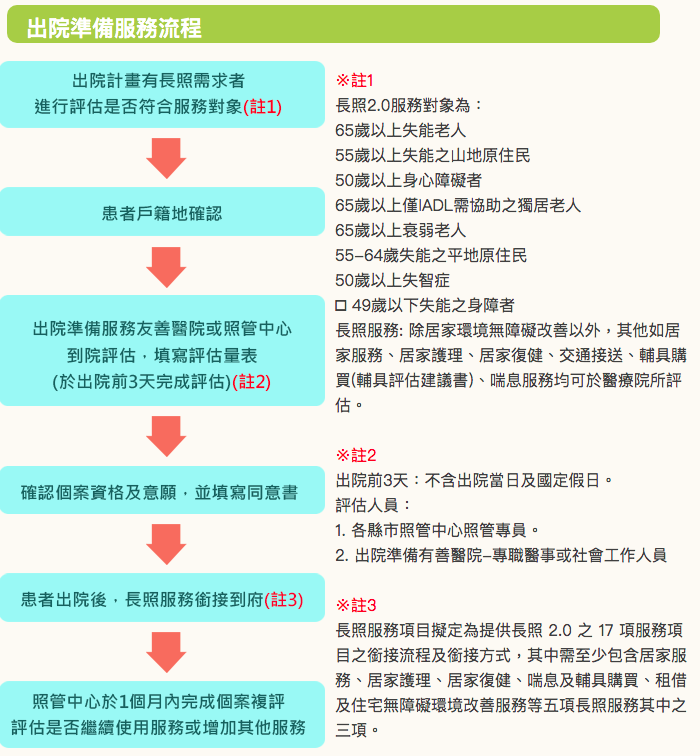 出院準備服務流程
出院計畫有長照需求者
進行評估是否符合服務對象(註1)
患者戶籍地確認
出院準備服務友善醫院或照管中心
到院評估，填寫評估量表
(於出院前3天完成評估)(註2)
確認個案資格及意願，並填寫同意書
患者出院後，長照服務銜接到府(註3)
照管中心於1個月內完成個案複評
評估是否繼續使用服務或增加其他服務
※註1
長照2.0服務對象為：
65歲以上失能老人
55歲以上失能之山地原住民
50歲以上身心障礙者
65歲以上僅IADL需協助之獨居老人
65歲以上衰弱老人
55–64歲失能之平地原住民
50歲以上失智症
口 49歲以下失能之身障者
長照服務: 除居家環境無障礙改善以外，其他如居
家服務、居家護理、居家復健、交通接送、輔具購
買(輔具評估建議書)、喘息服務均可於醫療院所評
估。
※註2
出院前3天：不含出院當日及國定假日。
評估人員：
1. 各縣市照管中心照管專員。
2. 出院準備有善醫院–專職醫事或社會工作人員
※註3
長照服務項目擬定為提供長照 2.0 之 17 項服務項
目之銜接流程及銜接方式，其中需至少包含居家服
務、居家護理、居家復健、喘息及輔具購買、租借
及住宅無障礙環境改善服務等五項長照服務其中之
三項。